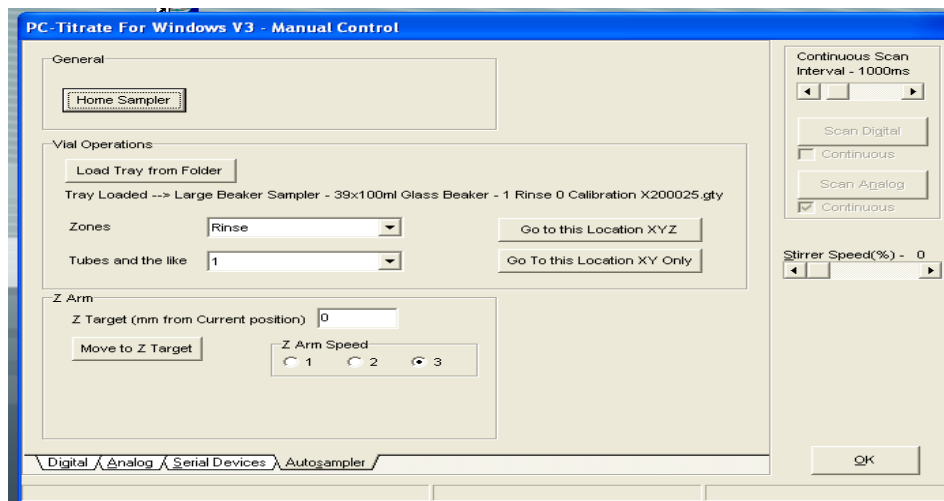 PC-Titrate For Windows V3 - Manual Control
General
Home Sampler
Vial Operations
Load Tray from Folder
Tray Loaded --> Large Beaker Sampler - 39x100ml Glass Beaker - 1 Rinse 0 Calibration X200025.gty
Zones Rinse Go to this Location XYZ
Tubes and the like 1 Go To this Location XY Only
Z Arm
Z Target (mm from Current position) 0
Move to Z Target
Z Arm Speed
1 2 3
Digital Analog Serial Devices Autosampler
Continuous Scan
Interval - 1000ms
Scan Digital
Continuous
Scan Analog
Continuous
Stirrer Speed(%) - 0
OK